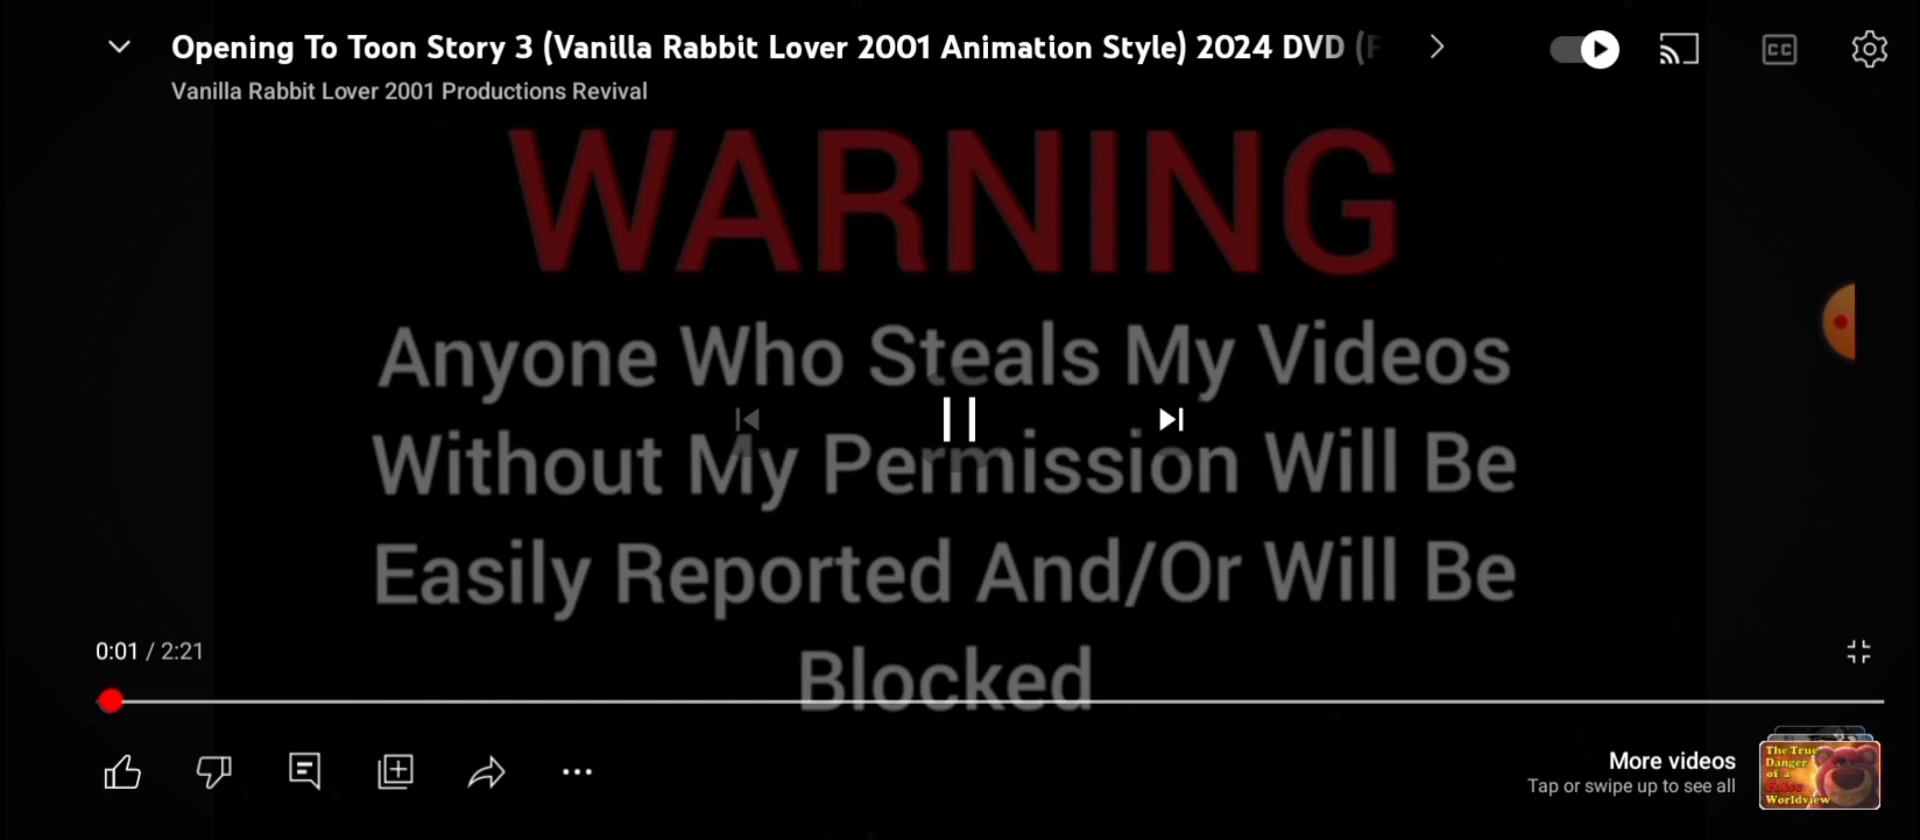 Opening To Toon Story 3 (Vanilla Rabbit Lover 2001 Animation Style) 2024 DVD (F
Vanilla Rabbit Lover 2001 Productions Revival
CC
WARNING
Anyone Who Steals My Videos
Without My Permission Will Be
Easily Reported And/Or Will Be
Blocked
0:01 / 2:21
More videos
Tap or swipe up to see all
The True
Danger
of a
False
Worldview